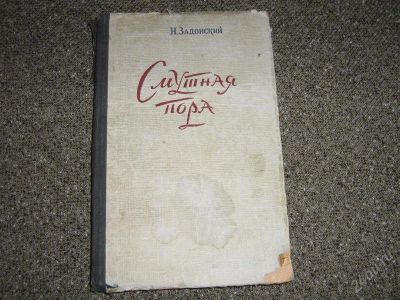 Н. Задонский
Смутная
пора